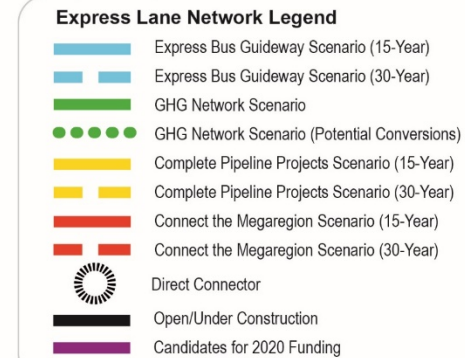 Express Lane Network Legend
Express Bus Guideway Scenario (15-Year)
Express Bus Guideway Scenario (30-Year)
GHG Network Scenario
GHG Network Scenario (Potential Conversions)
Complete Pipeline Projects Scenario (15-Year)
Complete Pipeline Projects Scenario (30-Year)
Connect the Megaregion Scenario (15-Year)
Connect the Megaregion Scenario (30-Year)
Direct Connector
Open/Under Construction
Candidates for 2020 Funding